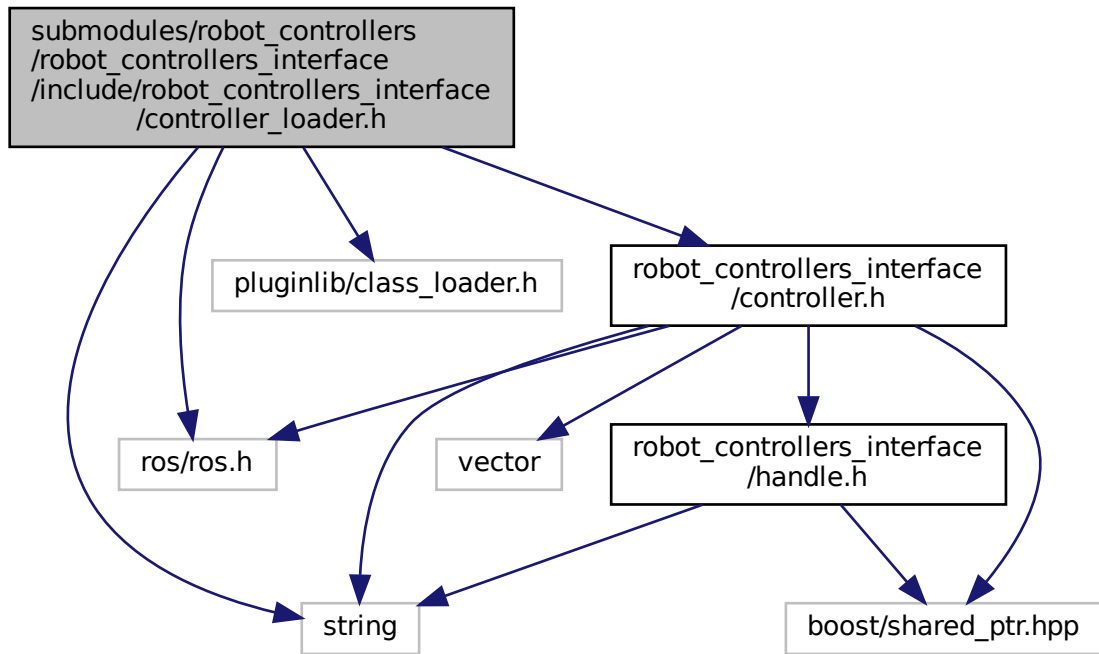 submodules/robot_controllers
/robot_controllers_interface
/include/robot_controllers_interface
/controller_loader.h
pluginlib/class_loader.h
robot_controllers_interface
/controller.h
ros/ros.h
vector
robot_controllers_interface
/handle.h
string
boost/shared_ptr.hpp